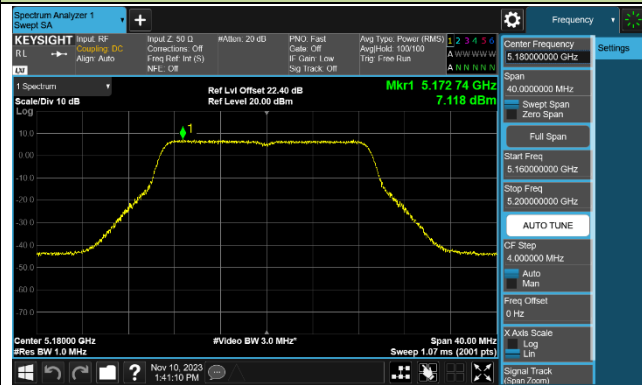 Spectrum Analyzer 1
Swept SA
Frequency
KEYSIGHT
RL
LXI
Input: RF
Coupling: DC
Align: Auto
Input Z: 50 Ω
Corrections: Off
Freq Ref: Int (S)
NFE: Off
#Atten: 20 dB
PNO: Fast
Gate: Off
IF Gain: Low
Sig Track: Off
Avg Type: Power (RMS)
Avg|Hold: 100/100
Trig: Free Run
1 2 3 4 5 6
A W W W W W
A N N N N N
1 Spectrum
Scale/Div 10 dB
Ref Lvl Offset 22.40 dB
Ref Level 20.00 dBm
Mkr1 5.172 74 GHz
7.118 dBm
Log
1
10.0
0.00
-10.0
-20.0
-30.0
-40.0
-50.0
-60.0
-70.0
Center 5.18000 GHz
#Video BW 3.0 MHz*
Span 40.00 MHz
#Res BW 1.0 MHz
Sweep 1.07 ms (2001 pts)
Center Frequency
5.180000000 GHz
Settings
Span
40.0000000 MHz
Swept Span
Zero Span
Full Span
Start Freq
5.160000000 GHz
Stop Freq
5.200000000 GHz
AUTO TUNE
CF Step
4.000000 MHz
Auto
Man
Freq Offset
0 Hz
X Axis Scale
Log
Lin
Signal Track
(Span Zoom)
Nov 10, 2023
1:41:10 PM